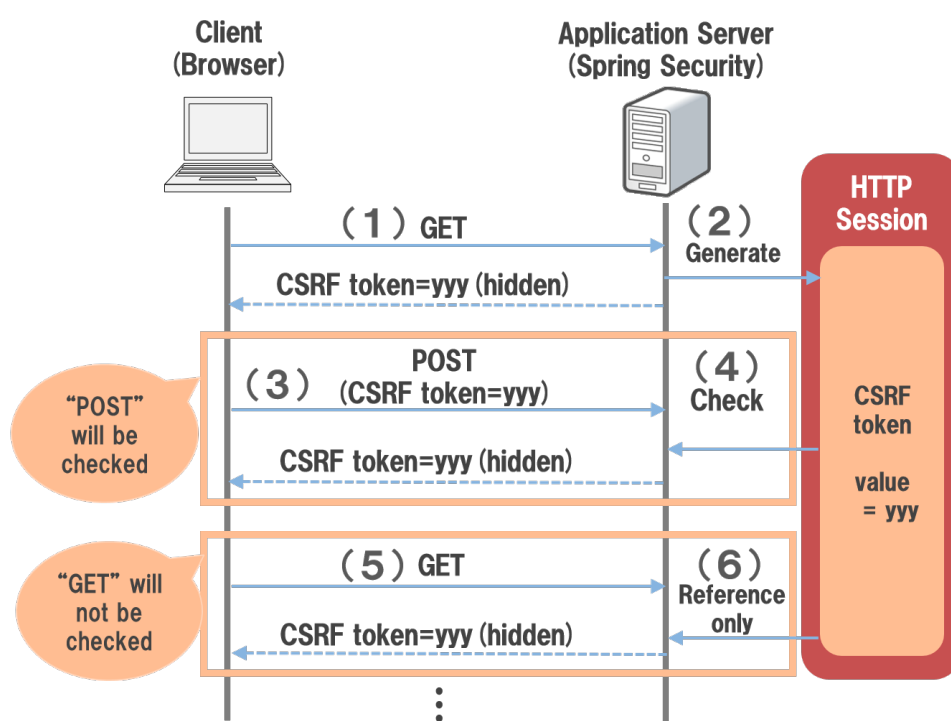 Client
(Browser)
Application Server
(Spring Security)
HTTP
Session
(1) GET
(2)
Generate
CSRF token=yyy (hidden)
POST
(3) (CSRF token=yyy)
(4)
Check
“POST”
will be
checked
CSRF token=yyy (hidden)
CSRF
token
value
= yyy
(5) GET
(6)
Reference
only
“GET” will
not be
checked
CSRF token=yyy (hidden)